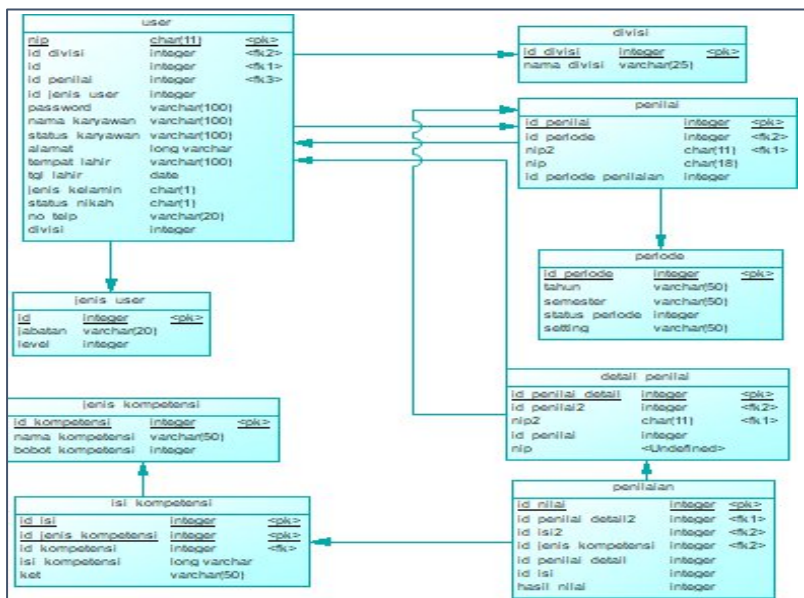 user
nip char(11) <pk>
id divisi integer <fk2>
id integer <fk1>
id penilai integer <fk3>
id jenis user integer
password varchar(100)
nama karyawan varchar(100)
status karyawan varchar(100)
alamat long varchar
tempat lahir varchar(100)
tgl lahir date
jenis kelamin char(1)
status nikah char(1)
no telp varchar(20)
divisi integer
divisi
id divisi integer <pk>
nama divisi varchar(25)
penilai
id penilai integer <pk>
id periode integer <fk2>
nip2 char(11) <fk1>
nip char(18)
id periode penilaian integer
periode
id periode integer <pk>
tahun varchar(50)
semester varchar(50)
status periode integer
setting varchar(50)
jenis user
id integer <pk>
jabatan varchar(20)
level integer
detail penilai
id penilai detail integer <pk>
id penilai2 integer <fk2>
nip2 char(11) <fk1>
id penilai integer
nip <Undefined>
jenis kompetensi
id kompetensi integer <pk>
nama kompetensi varchar(50)
bobot kompetensi integer
isi kompetensi
id isi integer <pk>
id jenis kompetensi integer <pk>
id kompetensi integer <fk>
isi kompetensi long varchar
ket varchar(50)
penilaian
id nilai integer <pk>
id penilai detail2 integer <fk1>
id isi2 integer <fk2>
id jenis kompetensi integer <fk2>
id penilai detail integer
id isi integer
hasil nilai integer